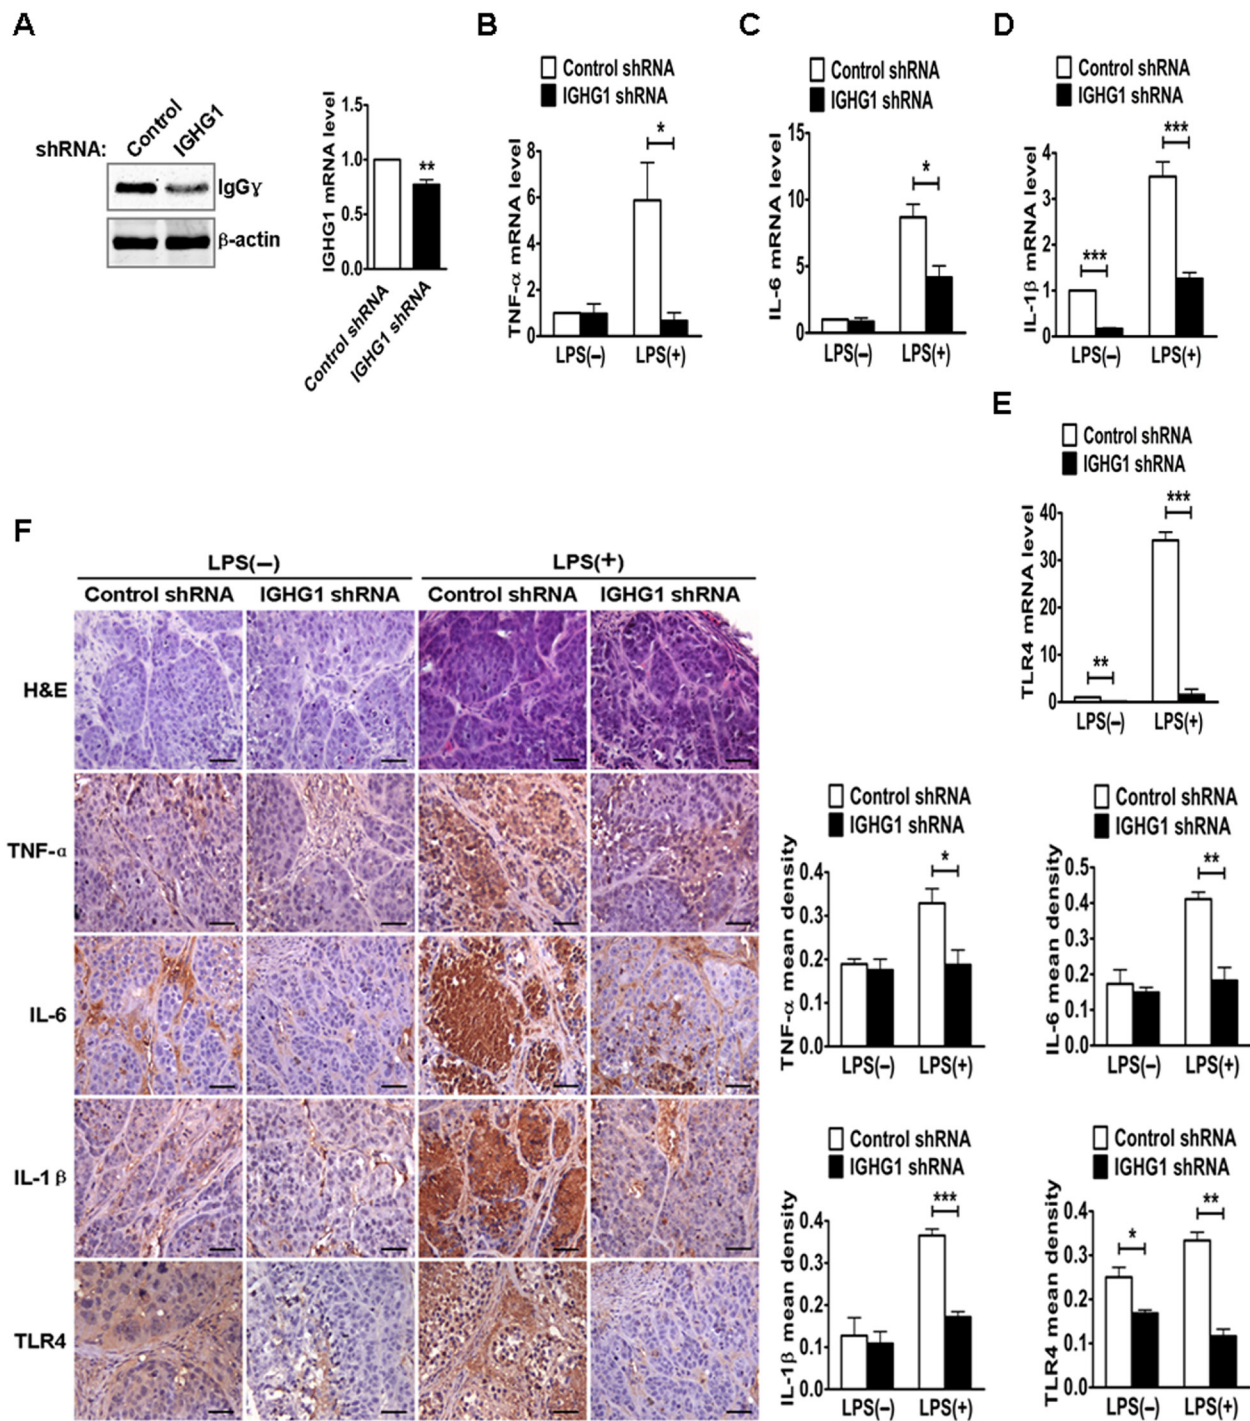 A
shRNA:
Control
IGHG1
IgGɣ
β-actin
IGHG1 mRNA level
1.5
1.0
0.5
0.0
Control shRNA
IGHG1 shRNA
**
B
Control shRNA
IGHG1 shRNA
TNF-α mRNA level
8
6
4
2
0
*
LPS(−)
LPS(+)
C
Control shRNA
IGHG1 shRNA
IL-6 mRNA level
15
10
5
0
*
LPS(−)
LPS(+)
D
Control shRNA
IGHG1 shRNA
IL-1β mRNA level
4
3
2
1
0
***
***
LPS(−)
LPS(+)
E
Control shRNA
IGHG1 shRNA
TLR4 mRNA level
40
30
20
10
0
**
***
LPS(−)
LPS(+)
F
LPS(−)
LPS(+)
Control shRNA
IGHG1 shRNA
Control shRNA
IGHG1 shRNA
H&E
TNF-α
IL-6
IL-1 β
TLR4
Control shRNA
IGHG1 shRNA
TNF-α mean density
0.4
0.3
0.2
0.1
0.0
*
LPS(−)
LPS(+)
Control shRNA
IGHG1 shRNA
IL-6 mean density
0.5
0.4
0.3
0.2
0.1
0.0
**
LPS(−)
LPS(+)
Control shRNA
IGHG1 shRNA
IL-1β mean density
0.4
0.3
0.2
0.1
0.0
***
LPS(−)
LPS(+)
Control shRNA
IGHG1 shRNA
TLR4 mean density
0.4
0.3
0.2
0.1
0.0
*
**
LPS(−)
LPS(+)